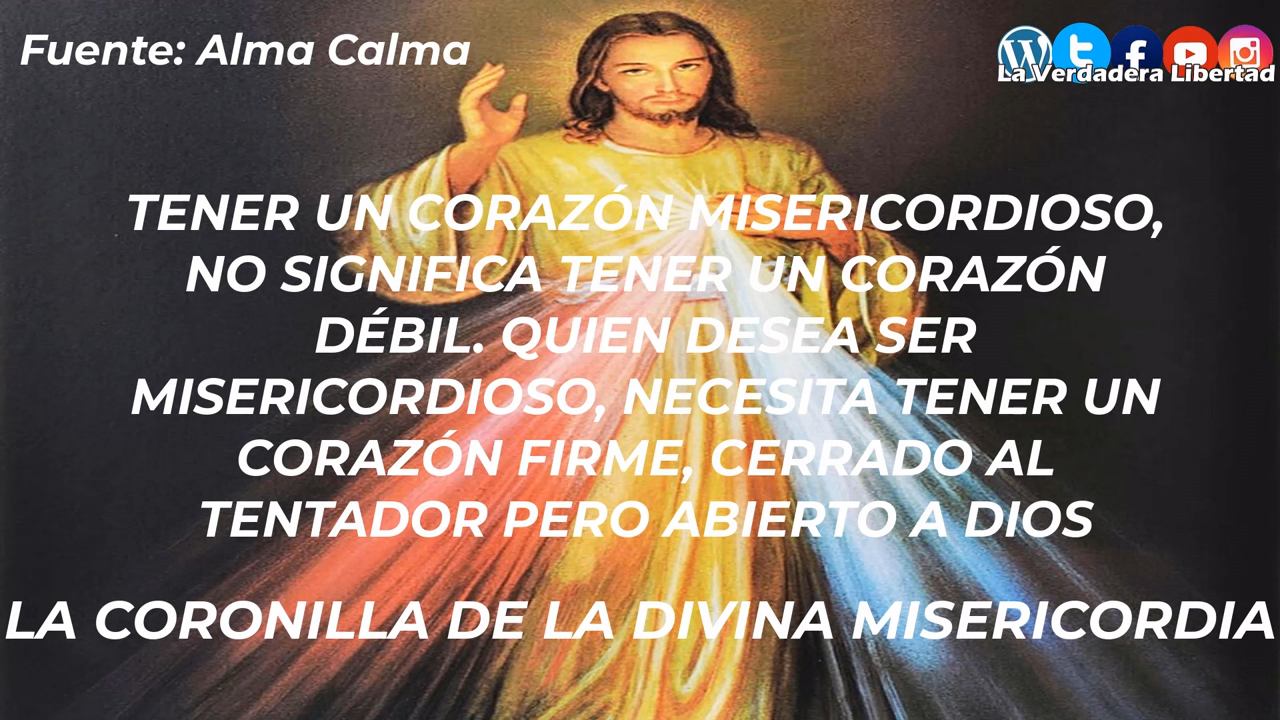 Fuente: Alma Calma
La Verdadera Libertad
TENER UN CORAZÓN MISERICORDIOSO,
NO SIGNIFICA TENER UN CORAZÓN
DÉBIL. QUIEN DESEA SER
MISERICORDIOSO, NECESITA TENER UN
CORAZÓN FIRME, CERRADO AL
TENTADOR PERO ABIERTO A DIOS
LA CORONILLA DE LA DIVINA MISERICORDIA